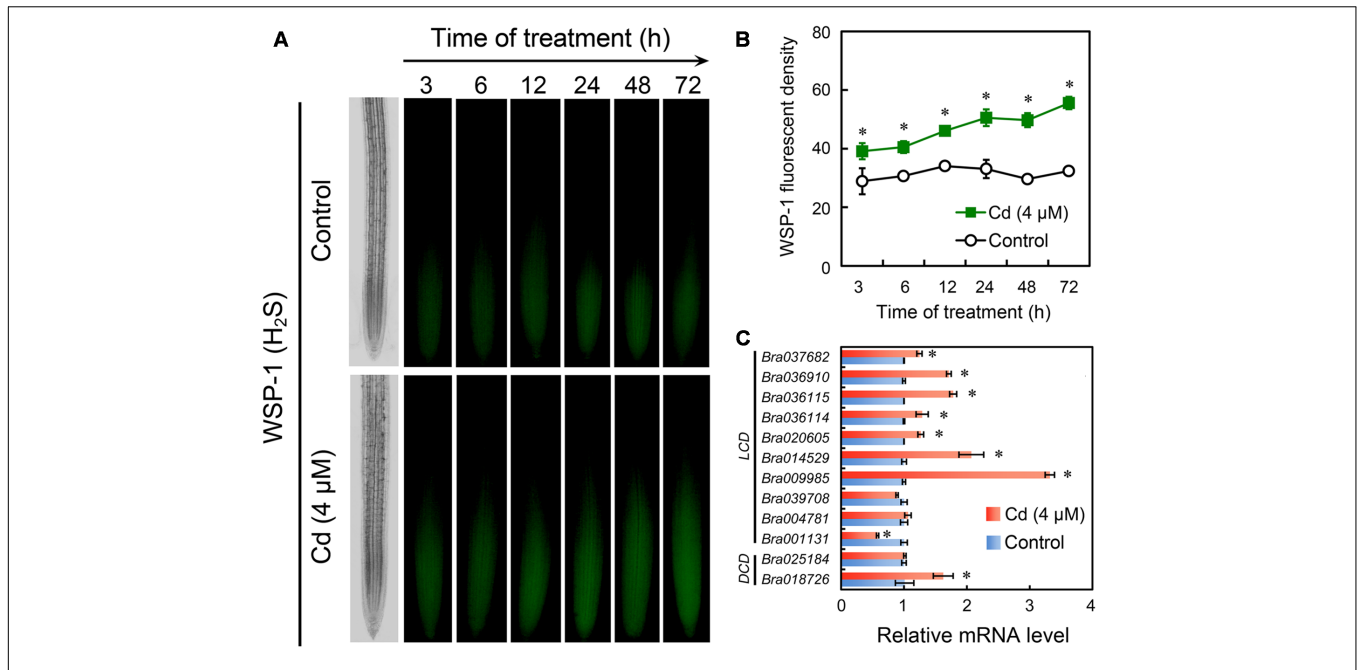 A
Time of treatment (h)
3 6 12 24 48 72
WSP-1 (H₂S)
Control
Cd (4 µM)
B
WSP-1 fluorescent density
80
60
40
20
0
* * * * * *
Cd (4 µM)
Control
3 6 12 24 48 72
Time of treatment (h)
C
LCD
Bra037682 *
Bra036910 *
Bra036115 *
Bra036114 *
Bra020605 *
Bra014529 *
Bra009985 *
Bra039708
Bra004781
Bra001131 *
DCD
Bra025184
Bra018726 *
Cd (4 µM)
Control
0 1 2 3 4
Relative mRNA level